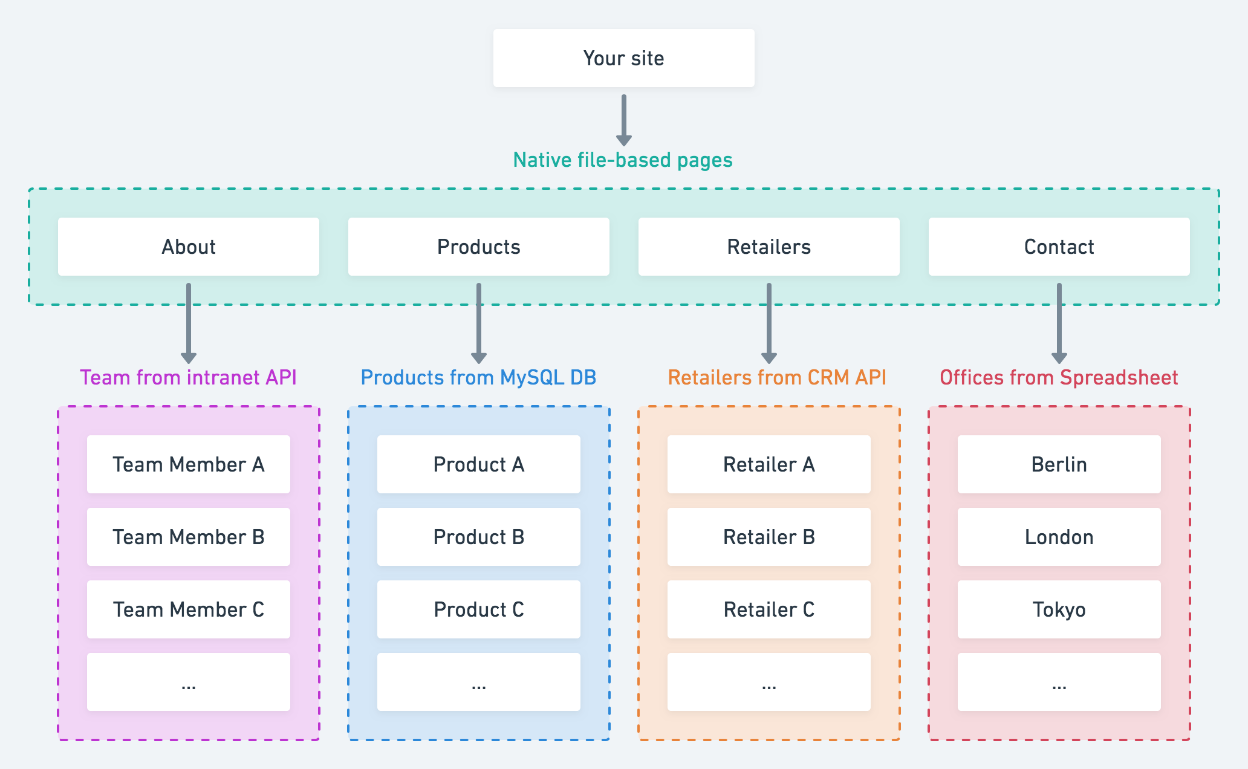 Your site
Native file-based pages
About
Products
Retailers
Contact
Team from intranet API
Products from MySQL DB
Retailers from CRM API
Offices from Spreadsheet
Team Member A
Product A
Retailer A
Berlin
Team Member B
Product B
Retailer B
London
Team Member C
Product C
Retailer C
Tokyo
...
...
...
...